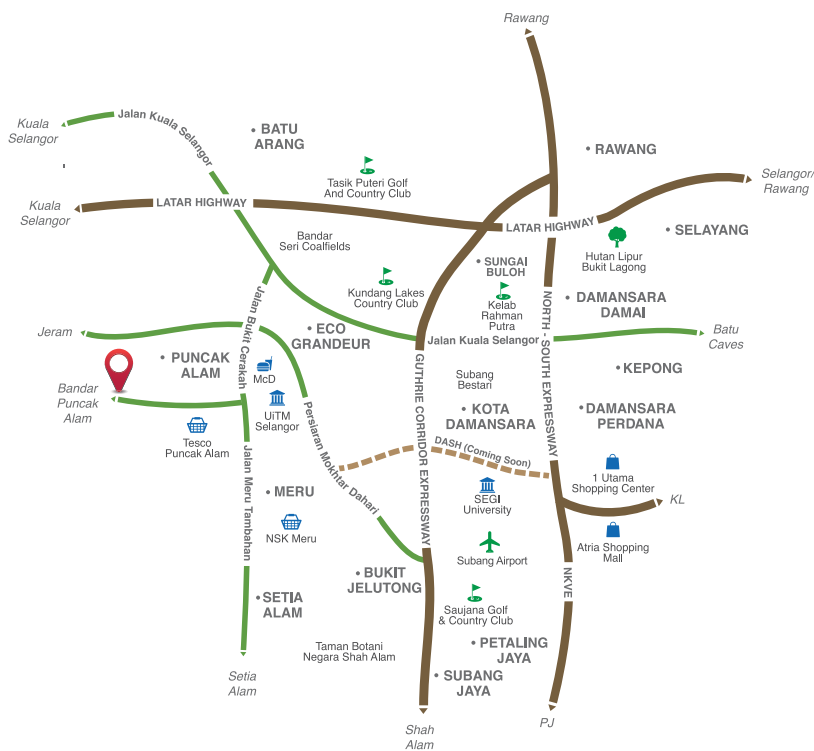 Rawang
Kuala
Selangor
Jalan Kuala Selangor
• BATU
ARANG
• RAWANG
Tasik Puteri Golf
And Country Club
Selangor/
Rawang
Kuala
Selangor
LATAR HIGHWAY
LATAR HIGHWAY
• SELAYANG
Bandar
Seri Coalfields
Hutan Lipur
Bukit Lagong
• SUNGAI
BULOH
Kundang Lakes
Country Club
Kelab
Rahman
Putra
• DAMANSARA
DAMAI
Jalan Bukit Cerakah
NORTH - SOUTH EXPRESSWAY
Jeram
• ECO
GRANDEUR
Jalan Kuala Selangor
Batu
Caves
• PUNCAK
ALAM
McD
• KEPONG
Subang
Bestari
Bandar
Puncak
Alam
UiTM
Selangor
Persiaran Mokhtar Dahari
GUTHRIE CORRIDOR EXPRESSWAY
• KOTA
DAMANSARA
• DAMANSARA
PERDANA
Tesco
Puncak Alam
DASH (Coming Soon)
Jalan Meru Tambahan
1 Utama
Shopping Center
• MERU
SEGI
University
KL
NSK Meru
Subang Airport
Atria Shopping
Mall
• BUKIT
JELUTONG
NKVE
• SETIA
ALAM
Saujana Golf
& Country Club
Taman Botani
Negara Shah Alam
• PETALING
JAYA
Setia
Alam
• SUBANG
JAYA
Shah
Alam
PJ